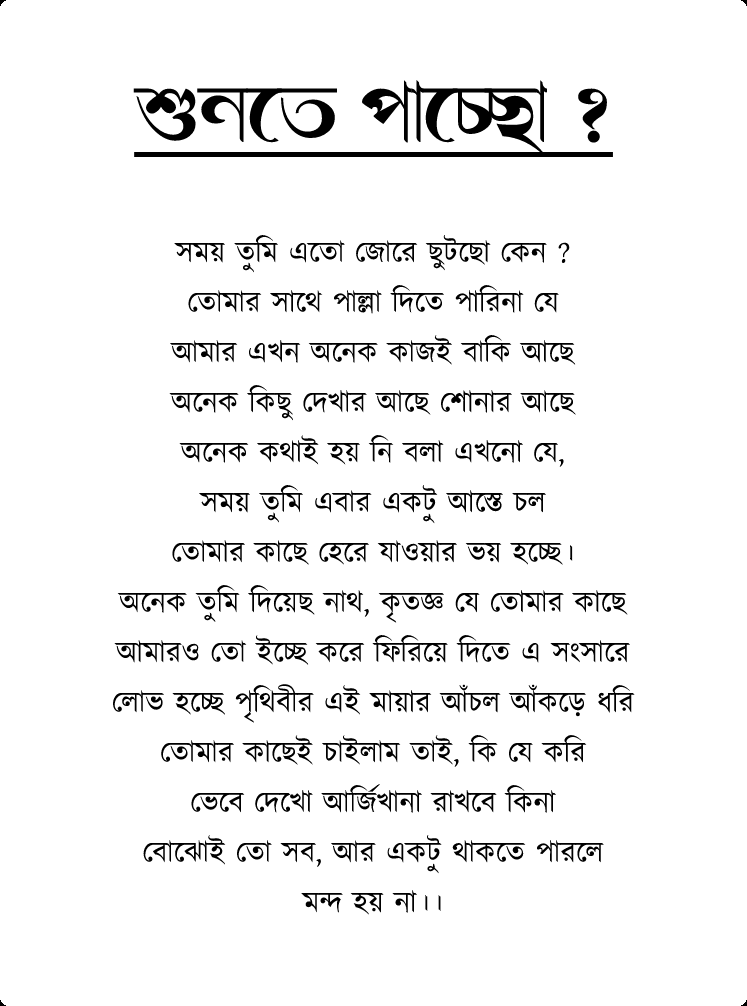 শুনতে পাচ্ছো ?
সময় তুমি এতো জোরে ছুটছো কেন ?
তোমার সাথে পাল্লা দিতে পারিনা যে
আমার এখন অনেক কাজই বাকি আছে
অনেক কিছু দেখার আছে শোনার আছে
অনেক কথাই হয় নি বলা এখনো যে,
সময় তুমি এবার একটু আস্তে চল
তোমার কাছে হেরে যাওয়ার ভয় হচ্ছে।
অনেক তুমি দিয়েছ নাথ, কৃতজ্ঞ যে তোমার কাছে
আমারও তো ইচ্ছে করে ফিরিয়ে দিতে এ সংসারে
লোভ হচ্ছে পৃথিবীর এই মায়ার আঁচল আঁকড়ে ধরি
তোমার কাছেই চাইলাম তাই, কি যে করি
ভেবে দেখো আর্জিখানা রাখবে কিনা
বোঝোই তো সব, আর একটু থাকতে পারলে
মন্দ হয় না।।